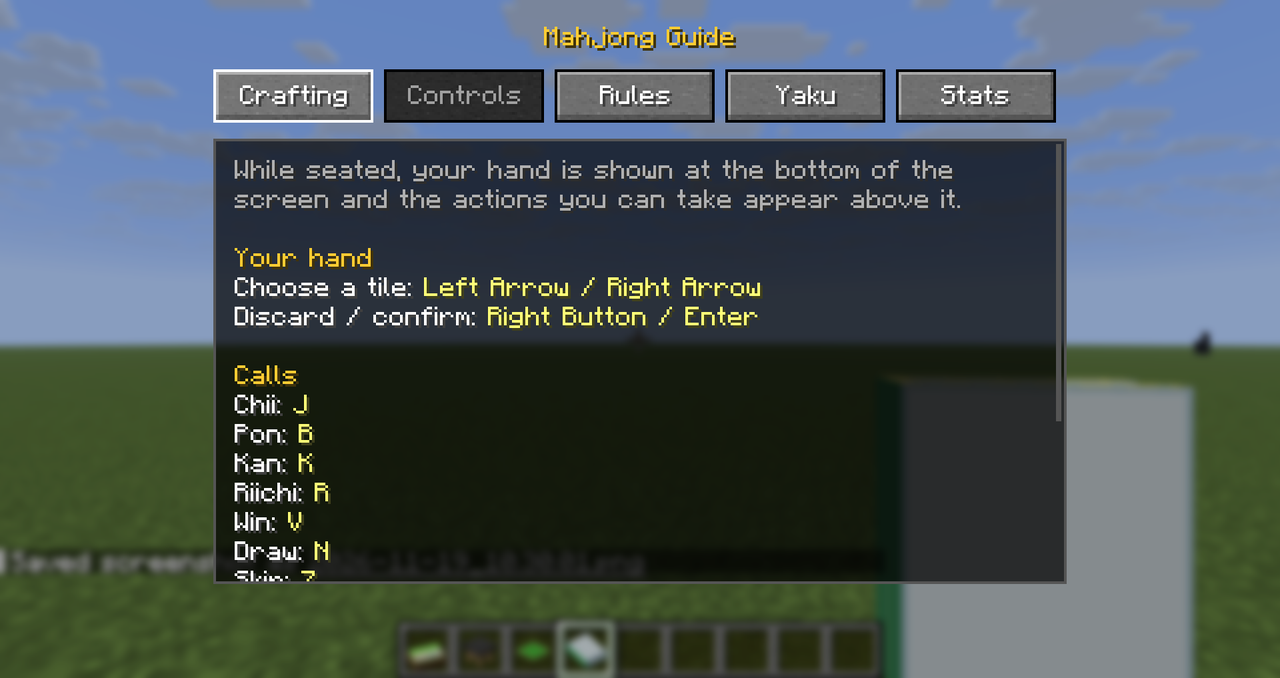 Mahjong Guide
Crafting Controls Rules Yaku Stats
While seated, your hand is shown at the bottom of the
screen and the actions you can take appear above it.
Your hand
Choose a tile: Left Arrow / Right Arrow
Discard / confirm: Right Button / Enter
Calls
Chii: J
Pon: B
Kan: K
Riichi: R
Win: V
Draw: N
Saved screenshot